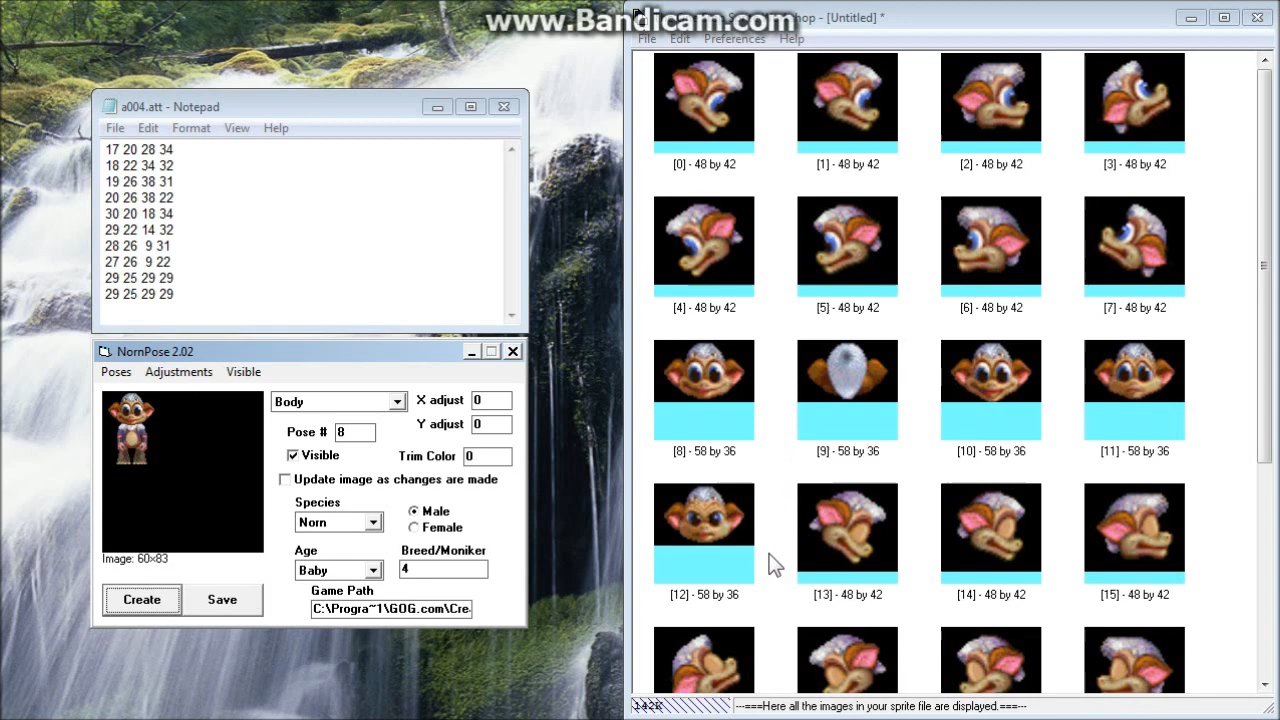 www.Bandicam.com
hop - [Untitled] *
File Edit Preferences Help
a004.att - Notepad
File Edit Format View Help
17 20 28 34
18 22 34 32
19 26 38 31
20 26 38 22
30 20 18 34
29 22 14 32
28 26 9 31
27 26 9 22
29 25 29 29
29 25 29 29
NornPose 2.02
Poses Adjustments Visible
Body
X adjust 0
Y adjust 0
Pose # 8
Visible
Trim Color 0
Update image as changes are made
Species
Norn
Male
Female
Age
Baby
Breed/Moniker
4
Image: 60×83
Game Path
C:\Progra~1\GOG.com\Cre
Create Save
[0] - 48 by 42 [1] - 48 by 42 [2] - 48 by 42 [3] - 48 by 42
[4] - 48 by 42 [5] - 48 by 42 [6] - 48 by 42 [7] - 48 by 42
[8] - 58 by 36 [9] - 58 by 36 [10] - 58 by 36 [11] - 58 by 36
[12] - 58 by 36 [13] - 48 by 42 [14] - 48 by 42 [15] - 48 by 42
142K
---===Here all the images in your sprite file are displayed.===---